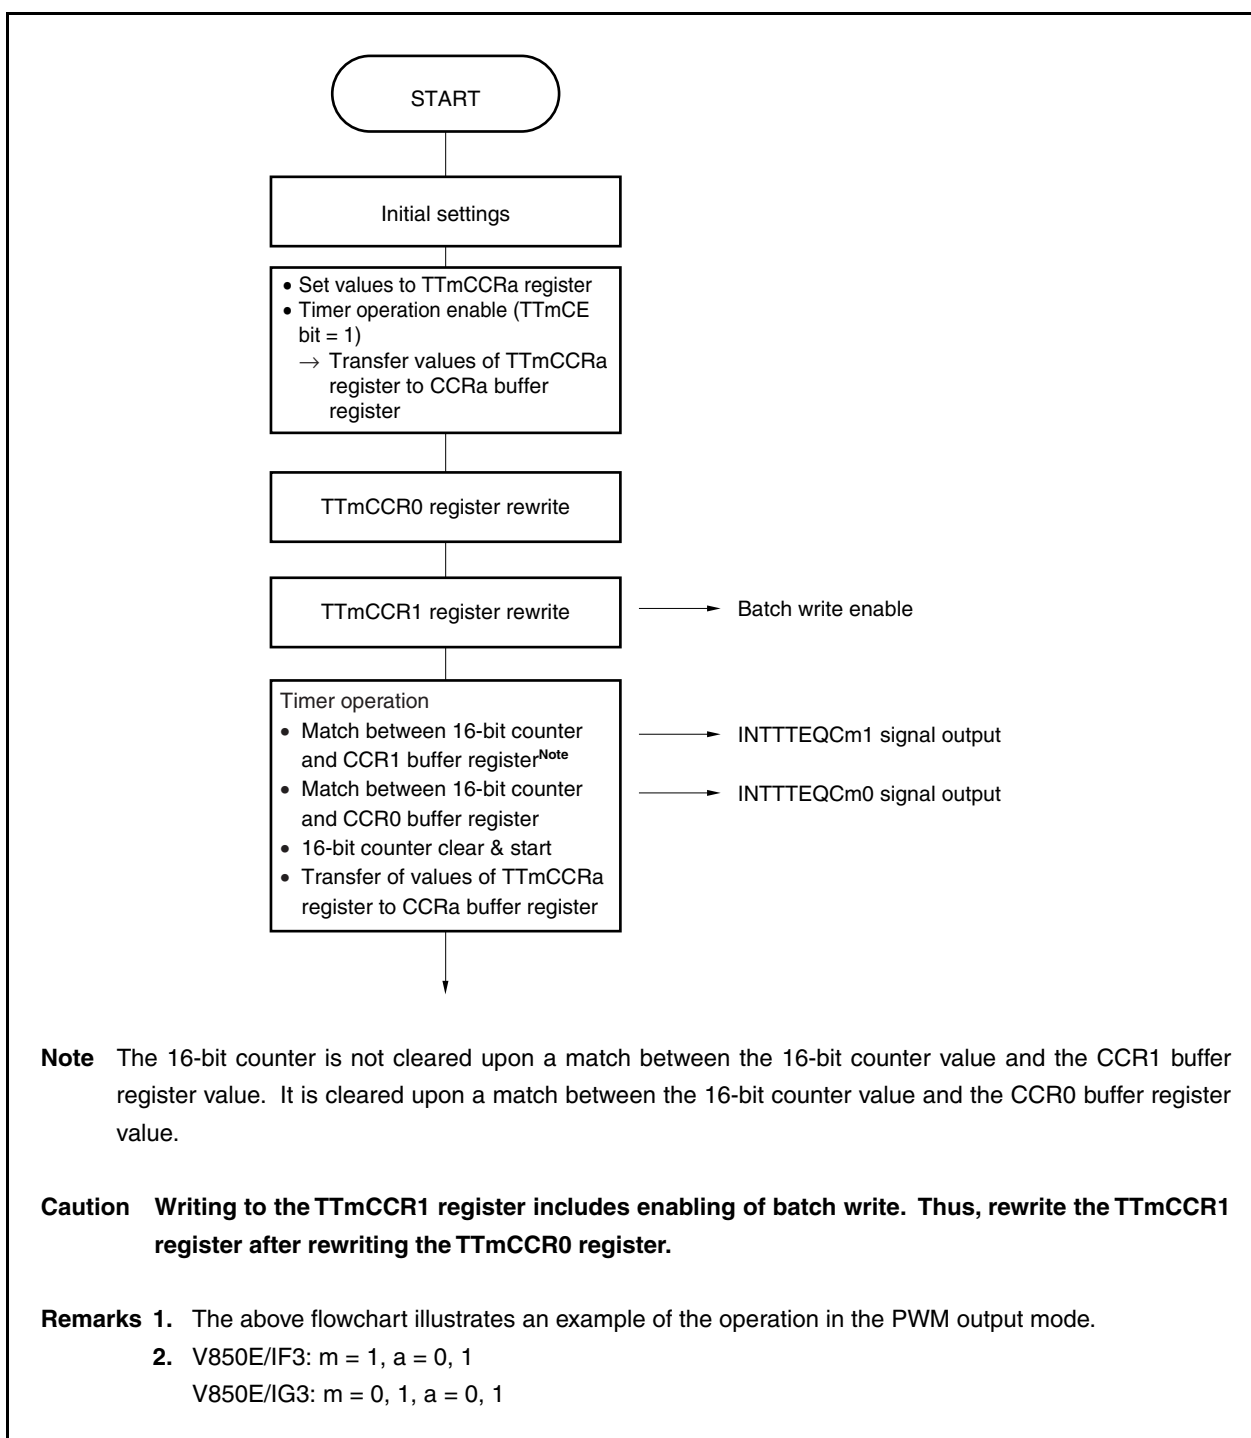 START
Initial settings
• Set values to TTmCCRa register
• Timer operation enable (TTmCE
bit = 1)
→ Transfer values of TTmCCRa
register to CCRa buffer
register
TTmCCR0 register rewrite
TTmCCR1 register rewrite
Batch write enable
Timer operation
• Match between 16-bit counter
and CCR1 buffer registerNote
INTTTEQCm1 signal output
• Match between 16-bit counter
and CCR0 buffer register
INTTTEQCm0 signal output
• 16-bit counter clear & start
• Transfer of values of TTmCCRa
register to CCRa buffer register
Note The 16-bit counter is not cleared upon a match between the 16-bit counter value and the CCR1 buffer
register value. It is cleared upon a match between the 16-bit counter value and the CCR0 buffer register
value.
Caution Writing to the TTmCCR1 register includes enabling of batch write. Thus, rewrite the TTmCCR1
register after rewriting the TTmCCR0 register.
Remarks 1. The above flowchart illustrates an example of the operation in the PWM output mode.
2. V850E/IF3: m = 1, a = 0, 1
V850E/IG3: m = 0, 1, a = 0, 1